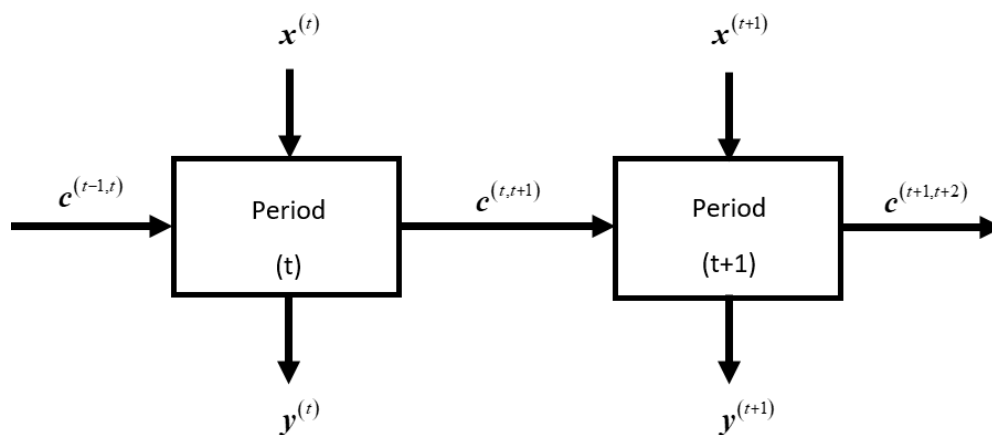 x^(t) x^(t+1)
c^(t-1,t) c^(t,t+1) c^(t+1,t+2)
Period Period
(t) (t+1)
y^(t) y^(t+1)